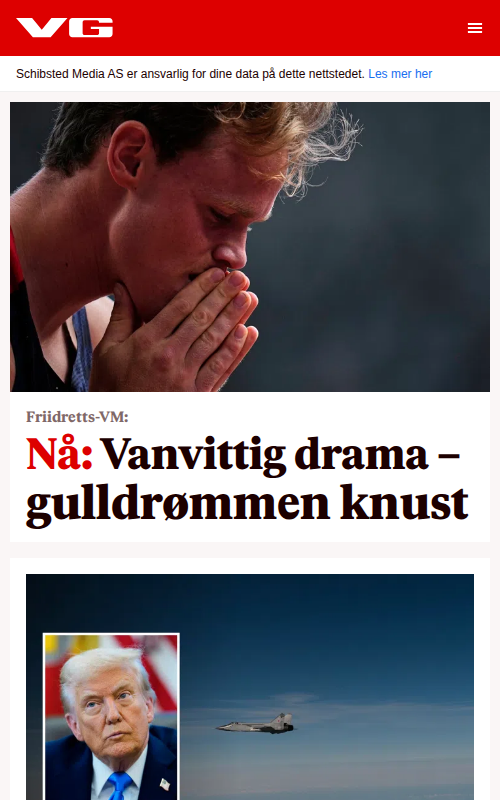 VG
Schibsted Media AS er ansvarlig for dine data på dette nettstedet. Les mer her
Friidretts-VM:
Nå: Vanvittig drama –
gulldrømmen knust